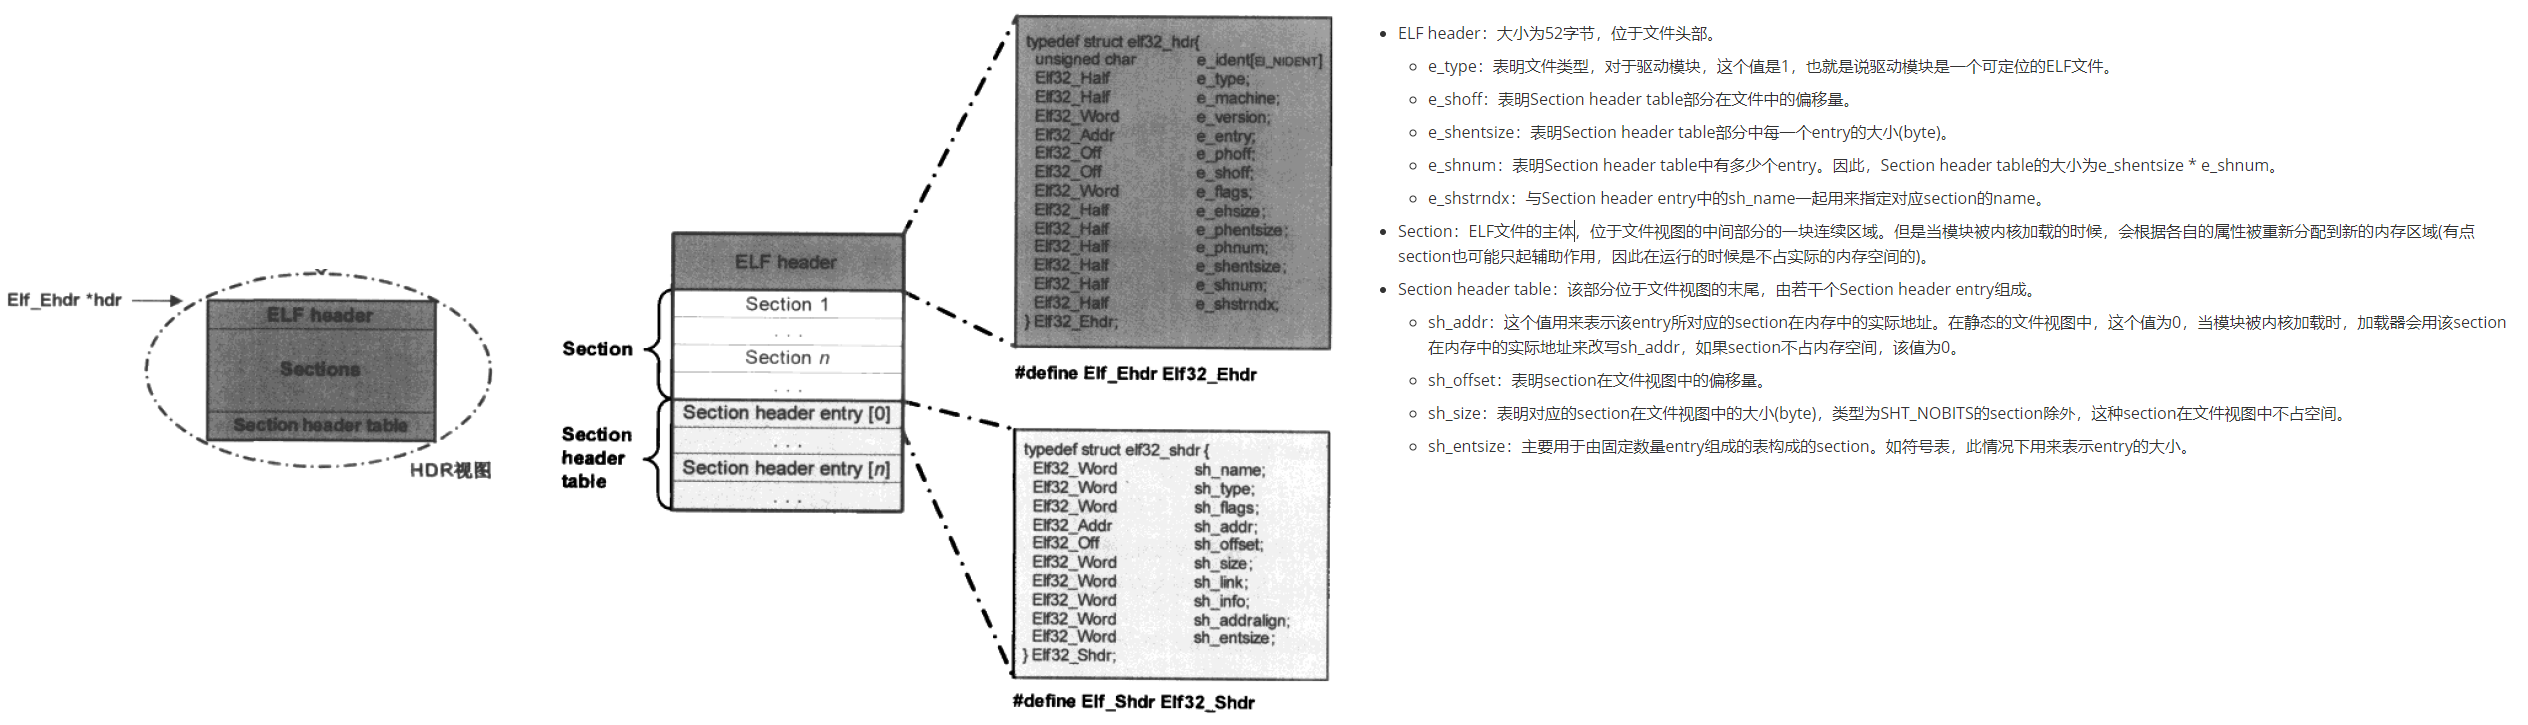 Elf_Ehdr *hdr
ELF header
Sections
Section header table
HDR视图
ELF header
Section 1
. . .
Section n
. . .
Section
Section header entry [0]
. . .
Section header entry [n]
. . .
Section
header
table
typedef struct elf32_hdr{
unsigned char e_ident[EI_NIDENT]
Elf32_Half e_type;
Elf32_Half e_machine;
Elf32_Word e_version;
Elf32_Addr e_entry;
Elf32_Off e_phoff;
Elf32_Off e_shoff;
Elf32_Word e_flags;
Elf32_Half e_ehsize;
Elf32_Half e_phentsize;
Elf32_Half e_phnum;
Elf32_Half e_shentsize;
Elf32_Half e_shnum;
Elf32_Half e_shstrndx;
} Elf32_Ehdr;
#define Elf_Ehdr Elf32_Ehdr
typedef struct elf32_shdr {
Elf32_Word sh_name;
Elf32_Word sh_type;
Elf32_Word sh_flags;
Elf32_Addr sh_addr;
Elf32_Off sh_offset;
Elf32_Word sh_size;
Elf32_Word sh_link;
Elf32_Word sh_info;
Elf32_Word sh_addralign;
Elf32_Word sh_entsize;
} Elf32_Shdr;
#define Elf_Shdr Elf32_Shdr
ELF header：大小为52字节，位于文件头部。
e_type：表明文件类型，对于驱动模块，这个值是1，也就是说驱动模块是一个可定位的ELF文件。
e_shoff：表明Section header table部分在文件中的偏移量。
e_shentsize：表明Section header table部分中每一个entry的大小(byte)。
e_shnum：表明Section header table中有多少个entry。因此，Section header table的大小为e_shentsize * e_shnum。
e_shstrndx：与Section header entry中的sh_name一起用来指定对应section的name。
Section：ELF文件的主体，位于文件视图的中间部分的一块连续区域。但是当模块被内核加载的时候，会根据各自的属性被重新分配到新的内存区域(有点
section也可能只起辅助作用，因此在运行的时候是不占实际的内存空间的)。
Section header table：该部分位于文件视图的末尾，由若干个Section header entry组成。
sh_addr：这个值用来表示该entry所对应的section在内存中的实际地址。在静态的文件视图中，这个值为0，当模块被内核加载时，加载器会用该section
在内存中的实际地址来改写sh_addr，如果section不占内存空间，该值为0。
sh_offset：表明section在文件视图中的偏移量。
sh_size：表明对应的section在文件视图中的大小(byte)，类型为SHT_NOBITS的section除外，这种section在文件视图中不占空间。
sh_entsize：主要用于由固定数量entry组成的表构成的section。如符号表，此情况下用来表示entry的大小。